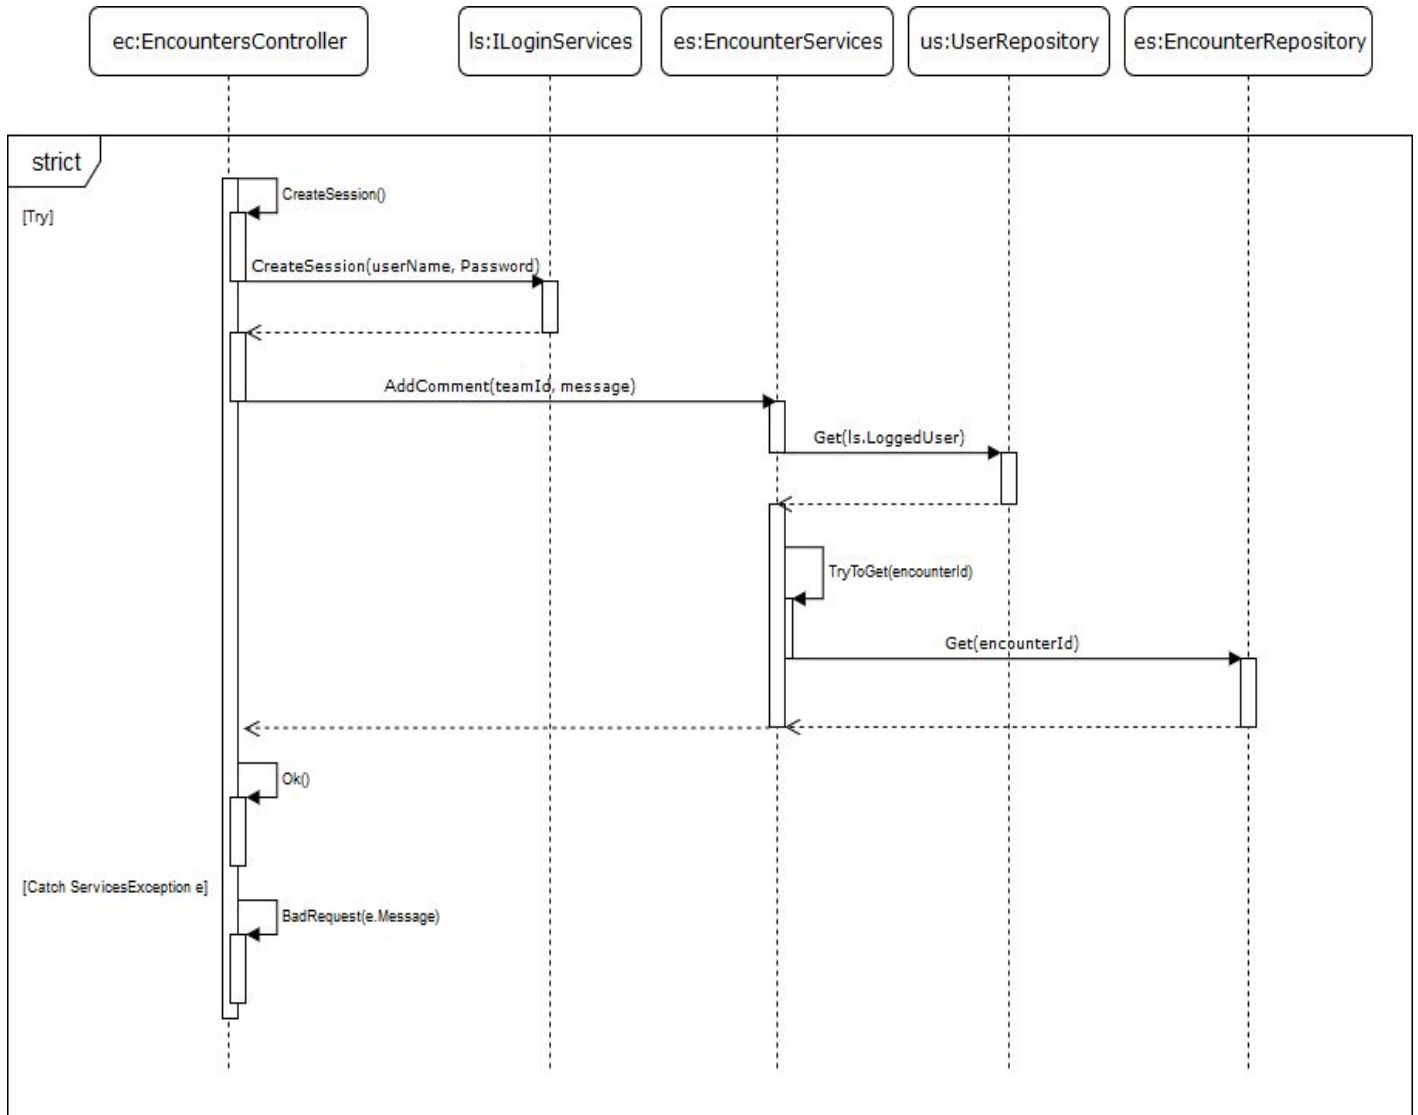 ec:EncountersController
ls:ILoginServices
es:EncounterServices
us:UserRepository
es:EncounterRepository
strict
CreateSession()
[Try]
CreateSession(userName, Password)
AddComment(teamId, message)
Get(ls.LoggedUser)
TryToGet(encounterId)
Get(encounterId)
Ok()
[Catch ServicesException e]
BadRequest(e.Message)